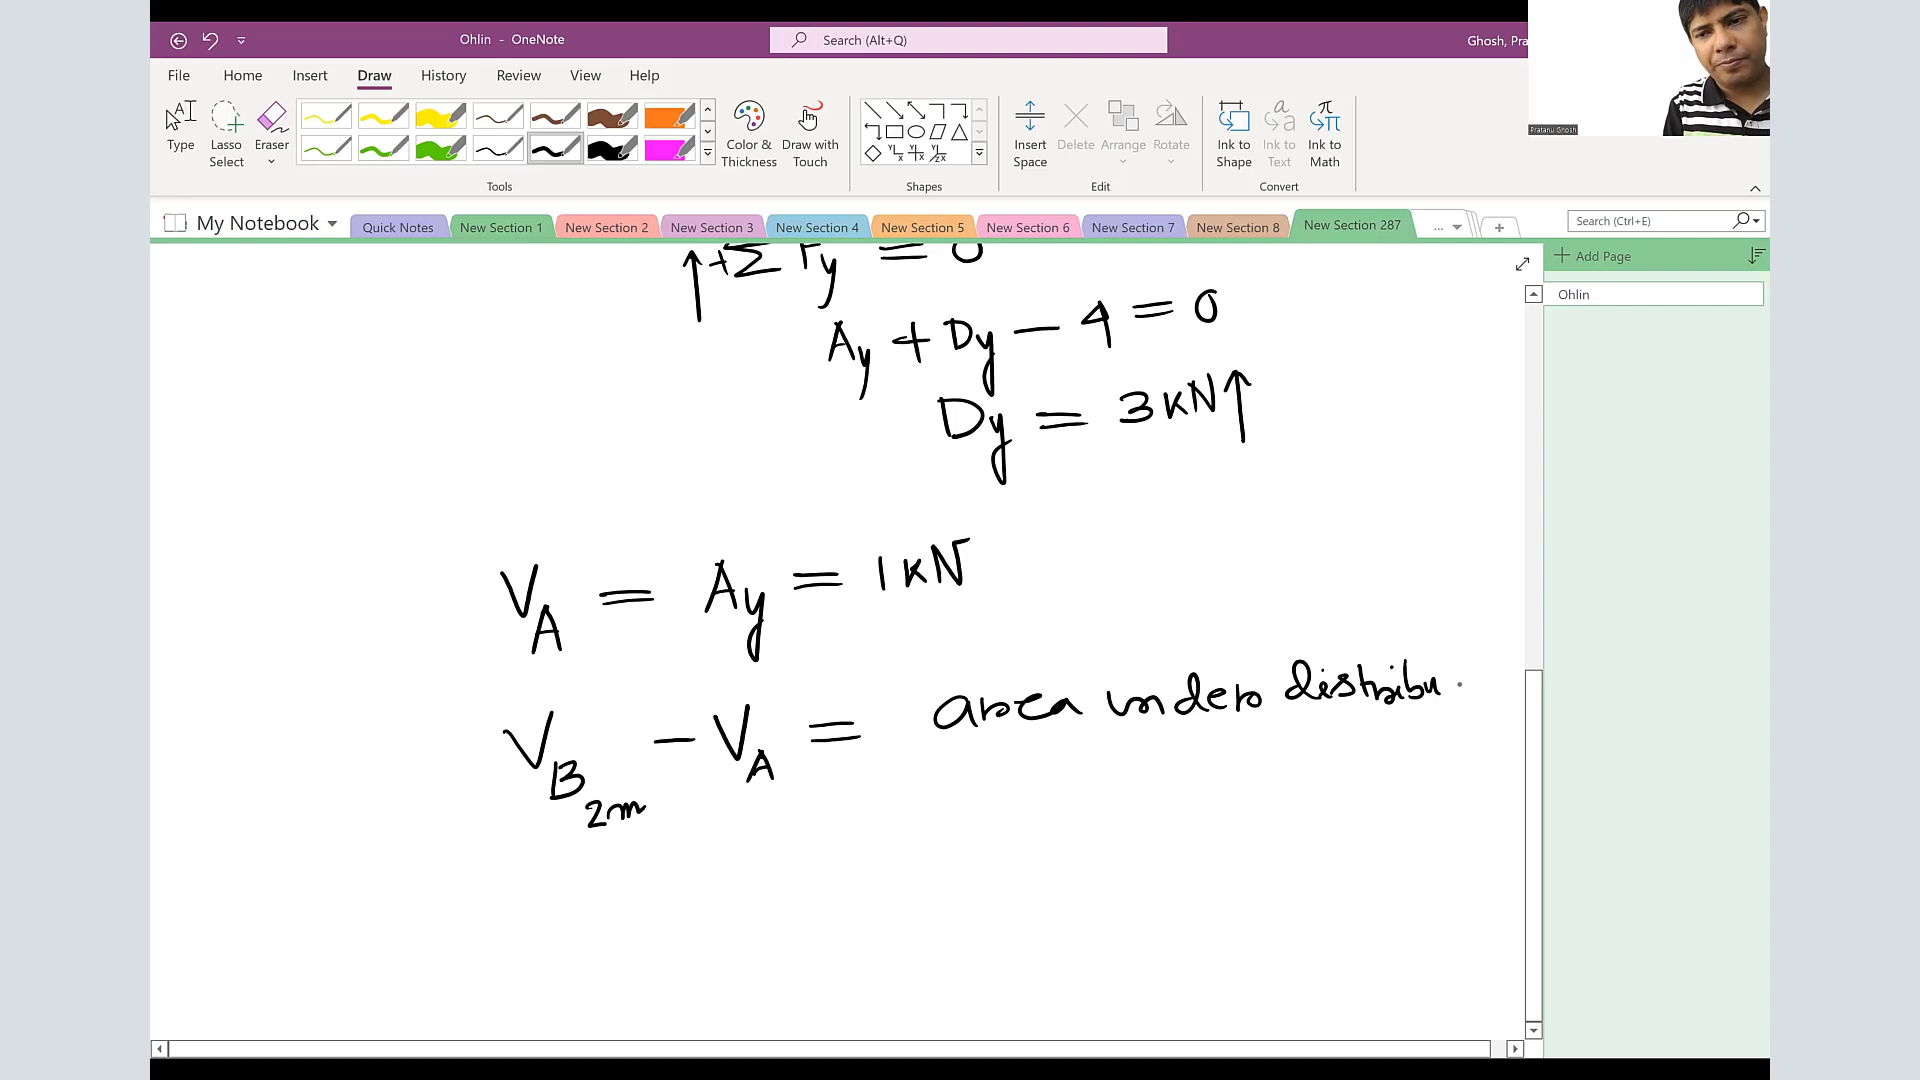 Ohlin - OneNote
Search (Alt+Q)
Ghosh, Pra
Pratanu Ghosh
File Home Insert Draw History Review View Help
Type
Lasso Select
Eraser
Color & Thickness
Draw with Touch
Insert Space
Delete
Arrange
Rotate
Ink to Shape
Ink to Text
Ink to Math
Tools
Shapes
Edit
Convert
My Notebook
Quick Notes
New Section 1
New Section 2
New Section 3
New Section 4
New Section 5
New Section 6
New Section 7
New Section 8
New Section 287
...
Search (Ctrl+E)
Add Page
Ohlin
↑+ΣFy = 0
Ay + Dy - 4 = 0
Dy = 3 kN↑
VA = Ay = 1 kN
VB2m - VA = area under distribu